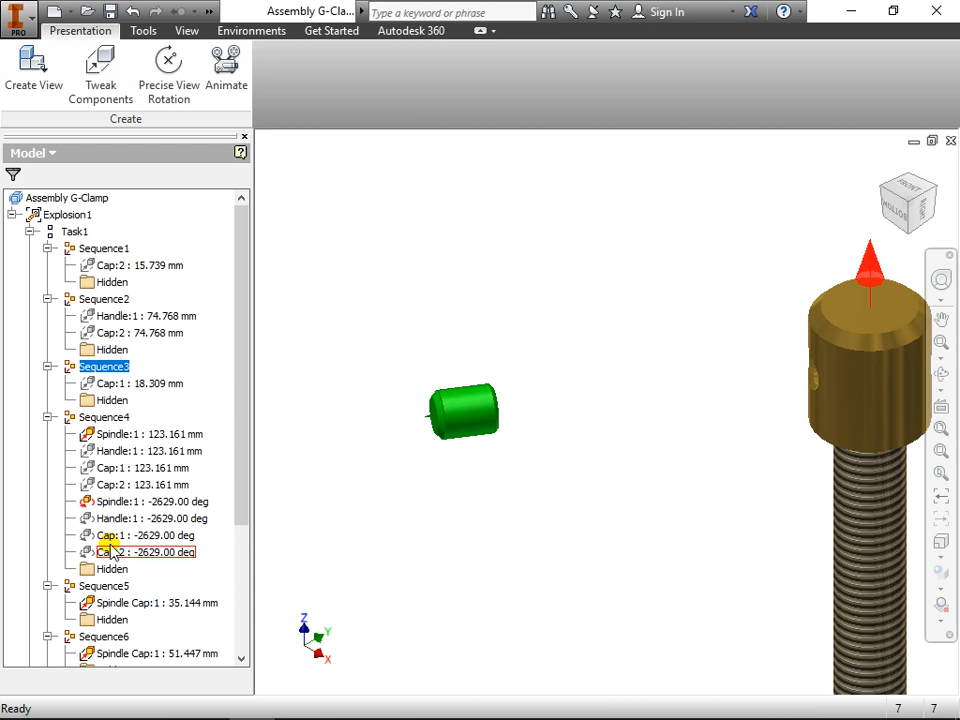 PRO
Assembly G-Clam...
Type a keyword or phrase
Sign In
Presentation
Tools
View
Environments
Get Started
Autodesk 360
Create View
Tweak Components
Precise View Rotation
Animate
Create
Model
Assembly G-Clamp
Explosion1
Task1
Sequence1
Cap:2 : 15.739 mm
Hidden
Sequence2
Handle:1 : 74.768 mm
Cap:2 : 74.768 mm
Hidden
Sequence3
Cap:1 : 18.309 mm
Hidden
Sequence4
Spindle:1 : 123.161 mm
Handle:1 : 123.161 mm
Cap:1 : 123.161 mm
Cap:2 : 123.161 mm
Spindle:1 : -2629.00 deg
Handle:1 : -2629.00 deg
Cap:1 : -2629.00 deg
Cap:2 : -2629.00 deg
Hidden
Sequence5
Spindle Cap:1 : 35.144 mm
Hidden
Sequence6
Spindle Cap:1 : 51.447 mm
FRONT
RIGHT
BOTTOM
Z
Y
X
Ready
7
7